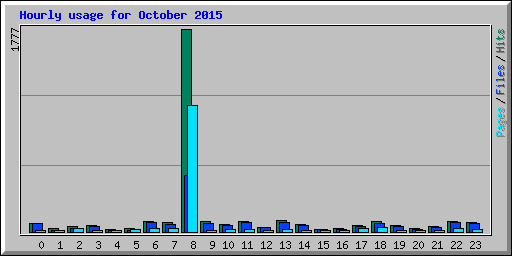 Hourly usage for October 2015
1777
Pages/Files/Hits
0 1 2 3 4 5 6 7 8 9 10 11 12 13 14 15 16 17 18 19 20 21 22 23